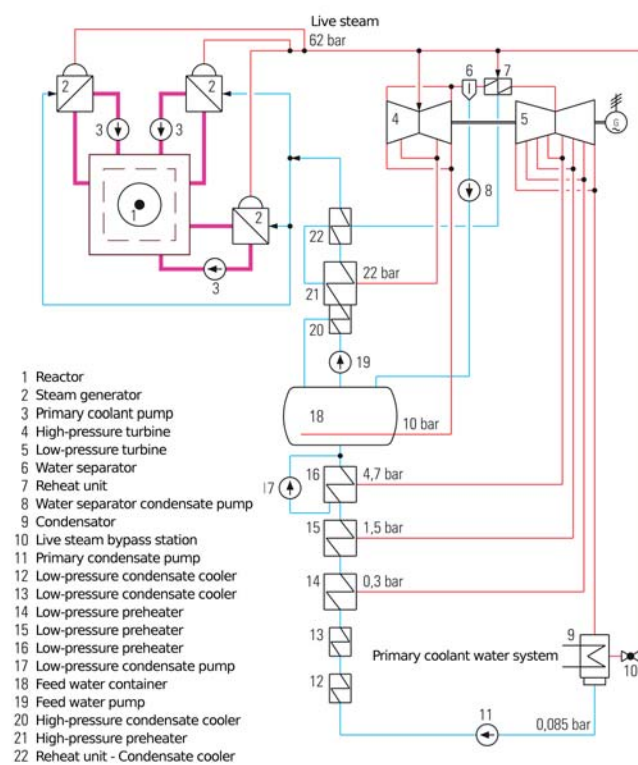 Live steam
62 bar
2
2
6
7
3
3
4
5
G
1
8
2
22
3
21
22 bar
20
19
18
10 bar
17
16
4,7 bar
15
1,5 bar
14
0,3 bar
13
9
Primary coolant water system
10
12
11
0,085 bar
1 Reactor
2 Steam generator
3 Primary coolant pump
4 High-pressure turbine
5 Low-pressure turbine
6 Water separator
7 Reheat unit
8 Water separator condensate pump
9 Condensator
10 Live steam bypass station
11 Primary condensate pump
12 Low-pressure condensate cooler
13 Low-pressure condensate cooler
14 Low-pressure preheater
15 Low-pressure preheater
16 Low-pressure preheater
17 Low-pressure condensate pump
18 Feed water container
19 Feed water pump
20 High-pressure condensate cooler
21 High-pressure preheater
22 Reheat unit - Condensate cooler